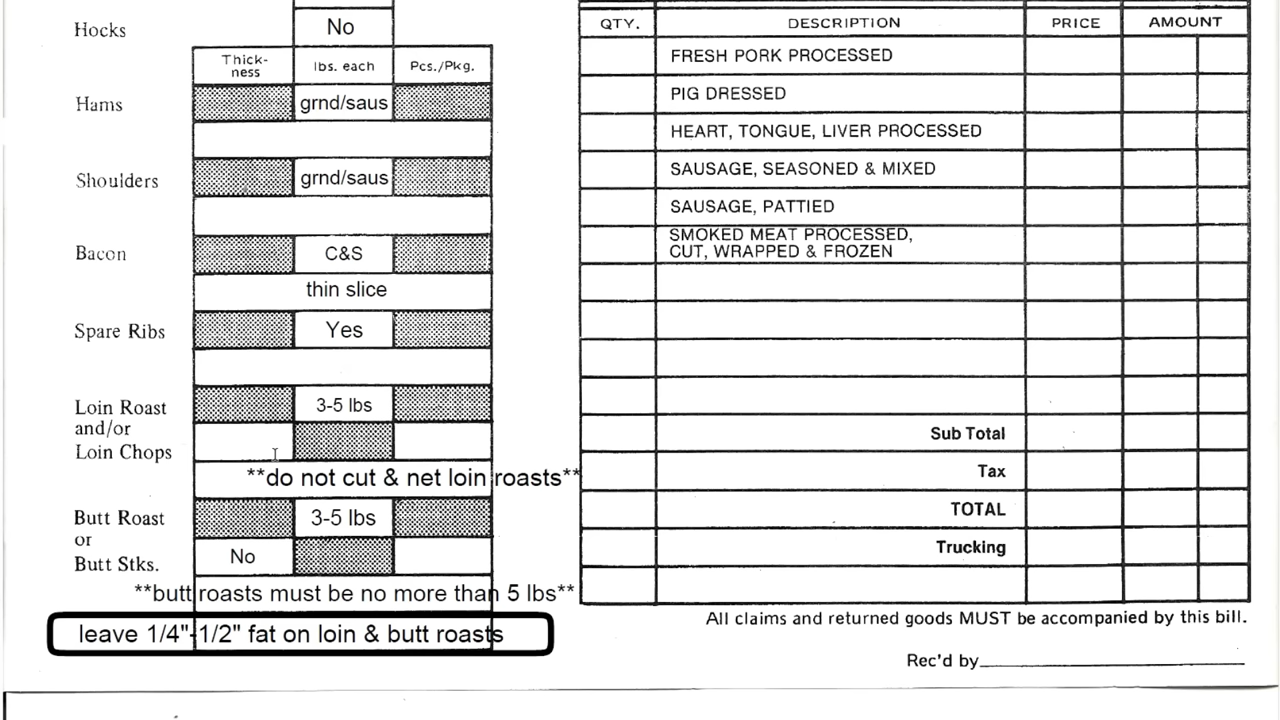 Hocks No
Thick-
ness lbs. each Pcs./Pkg.
Hams grnd/saus
Shoulders grnd/saus
Bacon C&S
thin slice
Spare Ribs Yes
Loin Roast 3-5 lbs
and/or
Loin Chops
**do not cut & net loin roasts**
Butt Roast 3-5 lbs
or
Butt Stks. No
**butt roasts must be no more than 5 lbs**
leave 1/4"-1/2" fat on loin & butt roasts
QTY. DESCRIPTION PRICE AMOUNT
FRESH PORK PROCESSED
PIG DRESSED
HEART, TONGUE, LIVER PROCESSED
SAUSAGE, SEASONED & MIXED
SAUSAGE, PATTIED
SMOKED MEAT PROCESSED,
CUT, WRAPPED & FROZEN
Sub Total
Tax
TOTAL
Trucking
All claims and returned goods MUST be accompanied by this bill.
Rec'd by